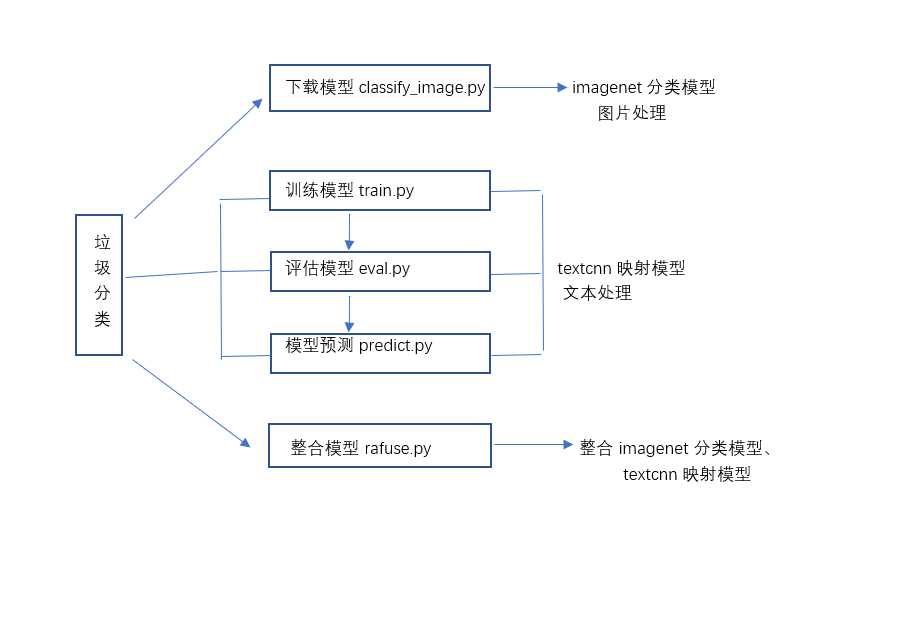 下载模型 classify_image.py
imagenet 分类模型
图片处理
训练模型 train.py
垃
圾
分
类
评估模型 eval.py
textcnn 映射模型
文本处理
模型预测 predict.py
整合模型 rafuse.py
整合 imagenet 分类模型、
textcnn 映射模型